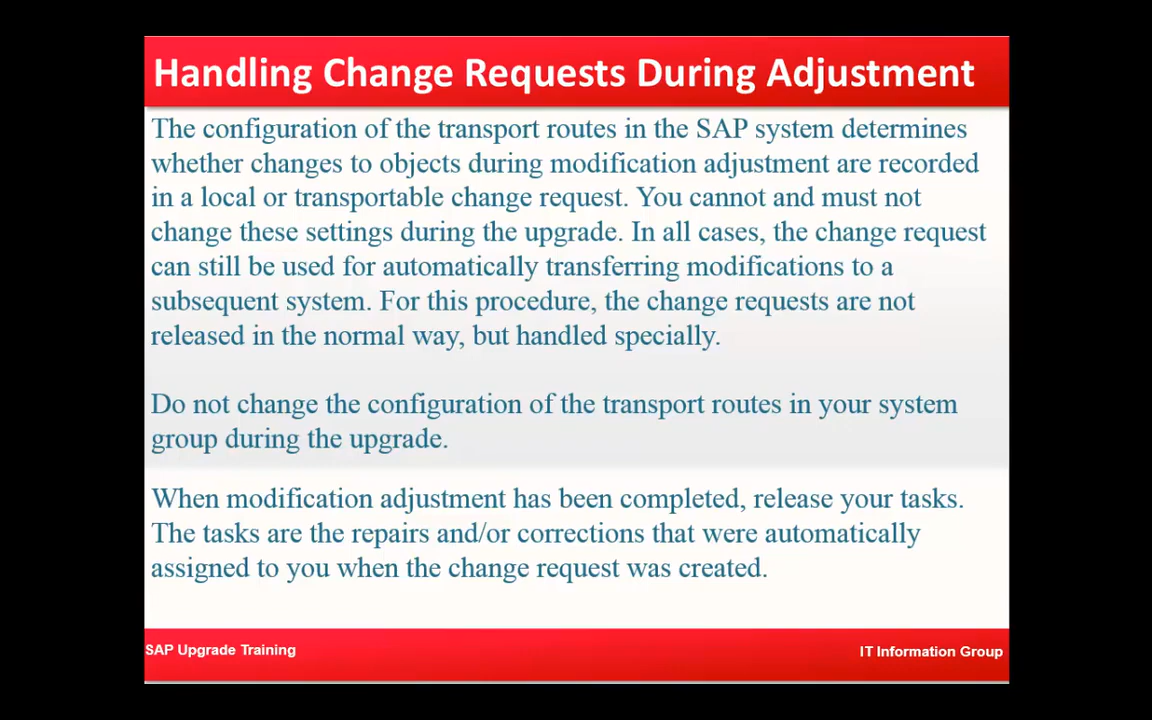 Handling Change Requests During Adjustment
The configuration of the transport routes in the SAP system determines
whether changes to objects during modification adjustment are recorded
in a local or transportable change request. You cannot and must not
change these settings during the upgrade. In all cases, the change request
can still be used for automatically transferring modifications to a
subsequent system. For this procedure, the change requests are not
released in the normal way, but handled specially.
Do not change the configuration of the transport routes in your system
group during the upgrade.
When modification adjustment has been completed, release your tasks.
The tasks are the repairs and/or corrections that were automatically
assigned to you when the change request was created.
SAP Upgrade Training
IT Information Group